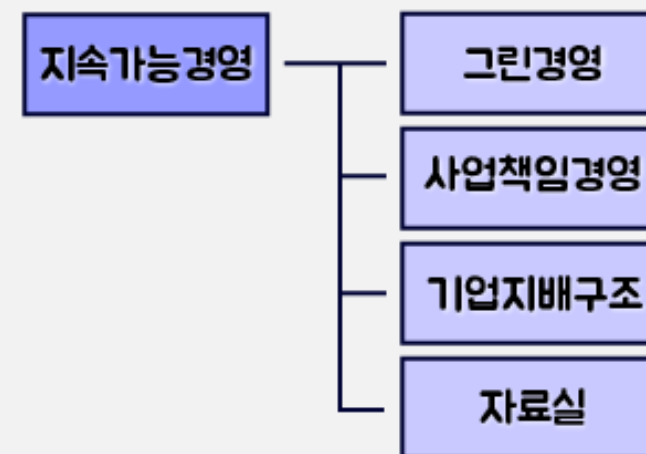 지속가능경영
그린경영
사업책임경영
기업지배구조
자료실